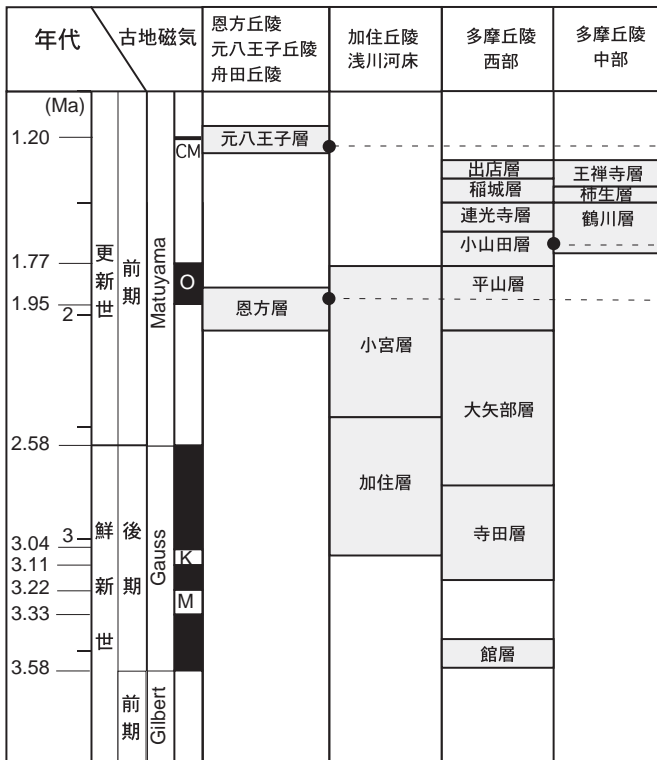 年代
古地磁気
恩方丘陵
元八王子丘陵
舟田丘陵
加住丘陵
浅川河床
多摩丘陵
西部
多摩丘陵
中部
(Ma)
1.20
1.77
1.95
2
2.58
3
3.04
3.11
3.22
3.33
3.58
更新世
鮮新世
前期
後期
前期
Matuyama
Gauss
Gilbert
CM
O
K
M
元八王子層
恩方層
小宮層
加住層
出店層
稲城層
連光寺層
小山田層
平山層
大矢部層
寺田層
館層
王禅寺層
柿生層
鶴川層